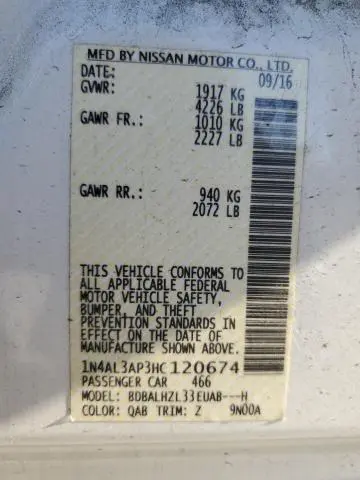 MFD BY NISSAN MOTOR CO., LTD.
DATE: 09/16
GVWR: 1917 KG
4226 LB
GAWR FR.: 1010 KG
2227 LB
GAWR RR.: 940 KG
2072 LB
THIS VEHICLE CONFORMS TO
ALL APPLICABLE FEDERAL
MOTOR VEHICLE SAFETY,
BUMPER, AND THEFT
PREVENTION STANDARDS IN
EFFECT ON THE DATE OF
MANUFACTURE SHOWN ABOVE.
1N4AL3AP3HC120674
PASSENGER CAR 466
MODEL: BDBALHZL33EUAB---H
COLOR: QAB TRIM: Z 9N00A